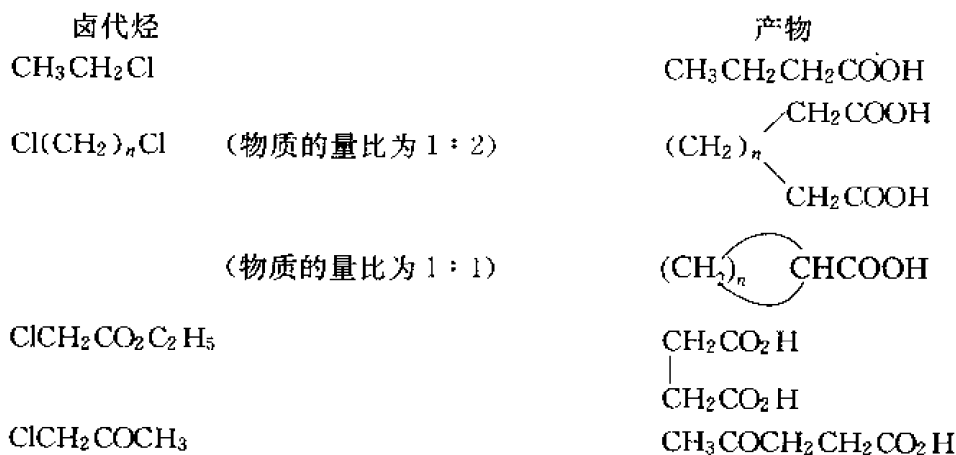 卤代烃 产物
CH₃CH₂Cl CH₃CH₂CH₂COOH
CH₂COOH
Cl(CH₂)ₙCl （物质的量比为 1∶2） (CH₂)ₙ
CH₂COOH
（物质的量比为 1∶1） (CH₂)ₙ CHCOOH
ClCH₂CO₂C₂H₅ CH₂CO₂H
CH₂CO₂H
ClCH₂COCH₃ CH₃COCH₂CH₂CO₂H